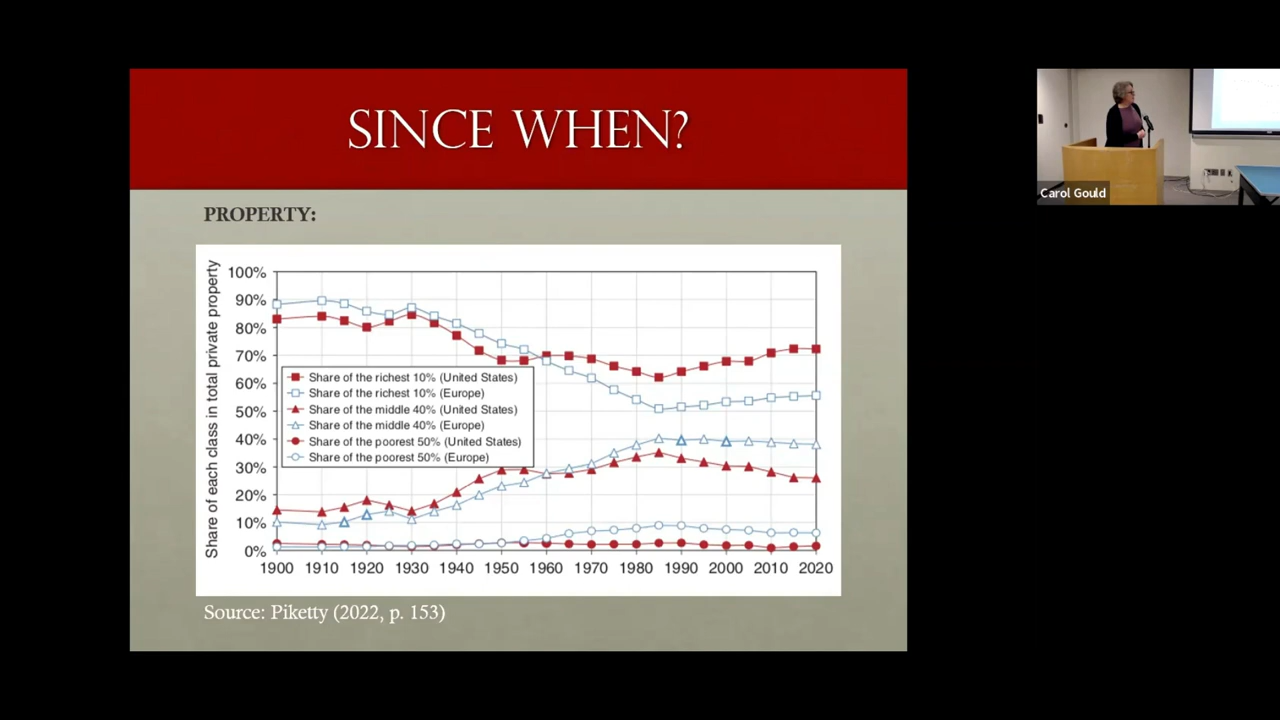 SINCE WHEN?
PROPERTY:
Share of each class in total private property
100%
90%
80%
70%
60%
50%
40%
30%
20%
10%
0%
Share of the richest 10% (United States)
Share of the richest 10% (Europe)
Share of the middle 40% (United States)
Share of the middle 40% (Europe)
Share of the poorest 50% (United States)
Share of the poorest 50% (Europe)
1900 1910 1920 1930 1940 1950 1960 1970 1980 1990 2000 2010 2020
Source: Piketty (2022, p. 153)
Carol Gould